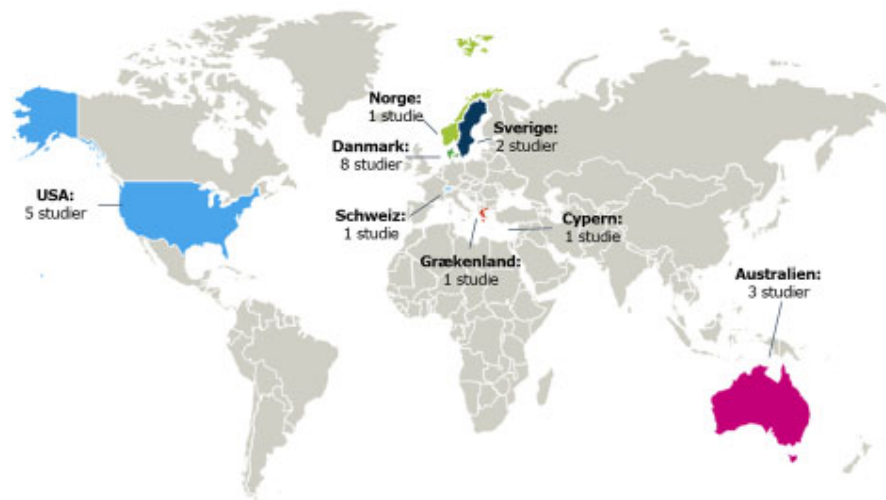 Norge:
1 studie
Sverige:
2 studier
Danmark:
8 studier
USA:
5 studier
Schweiz:
1 studie
Cypern:
1 studie
Grækenland:
1 studie
Australien:
3 studier